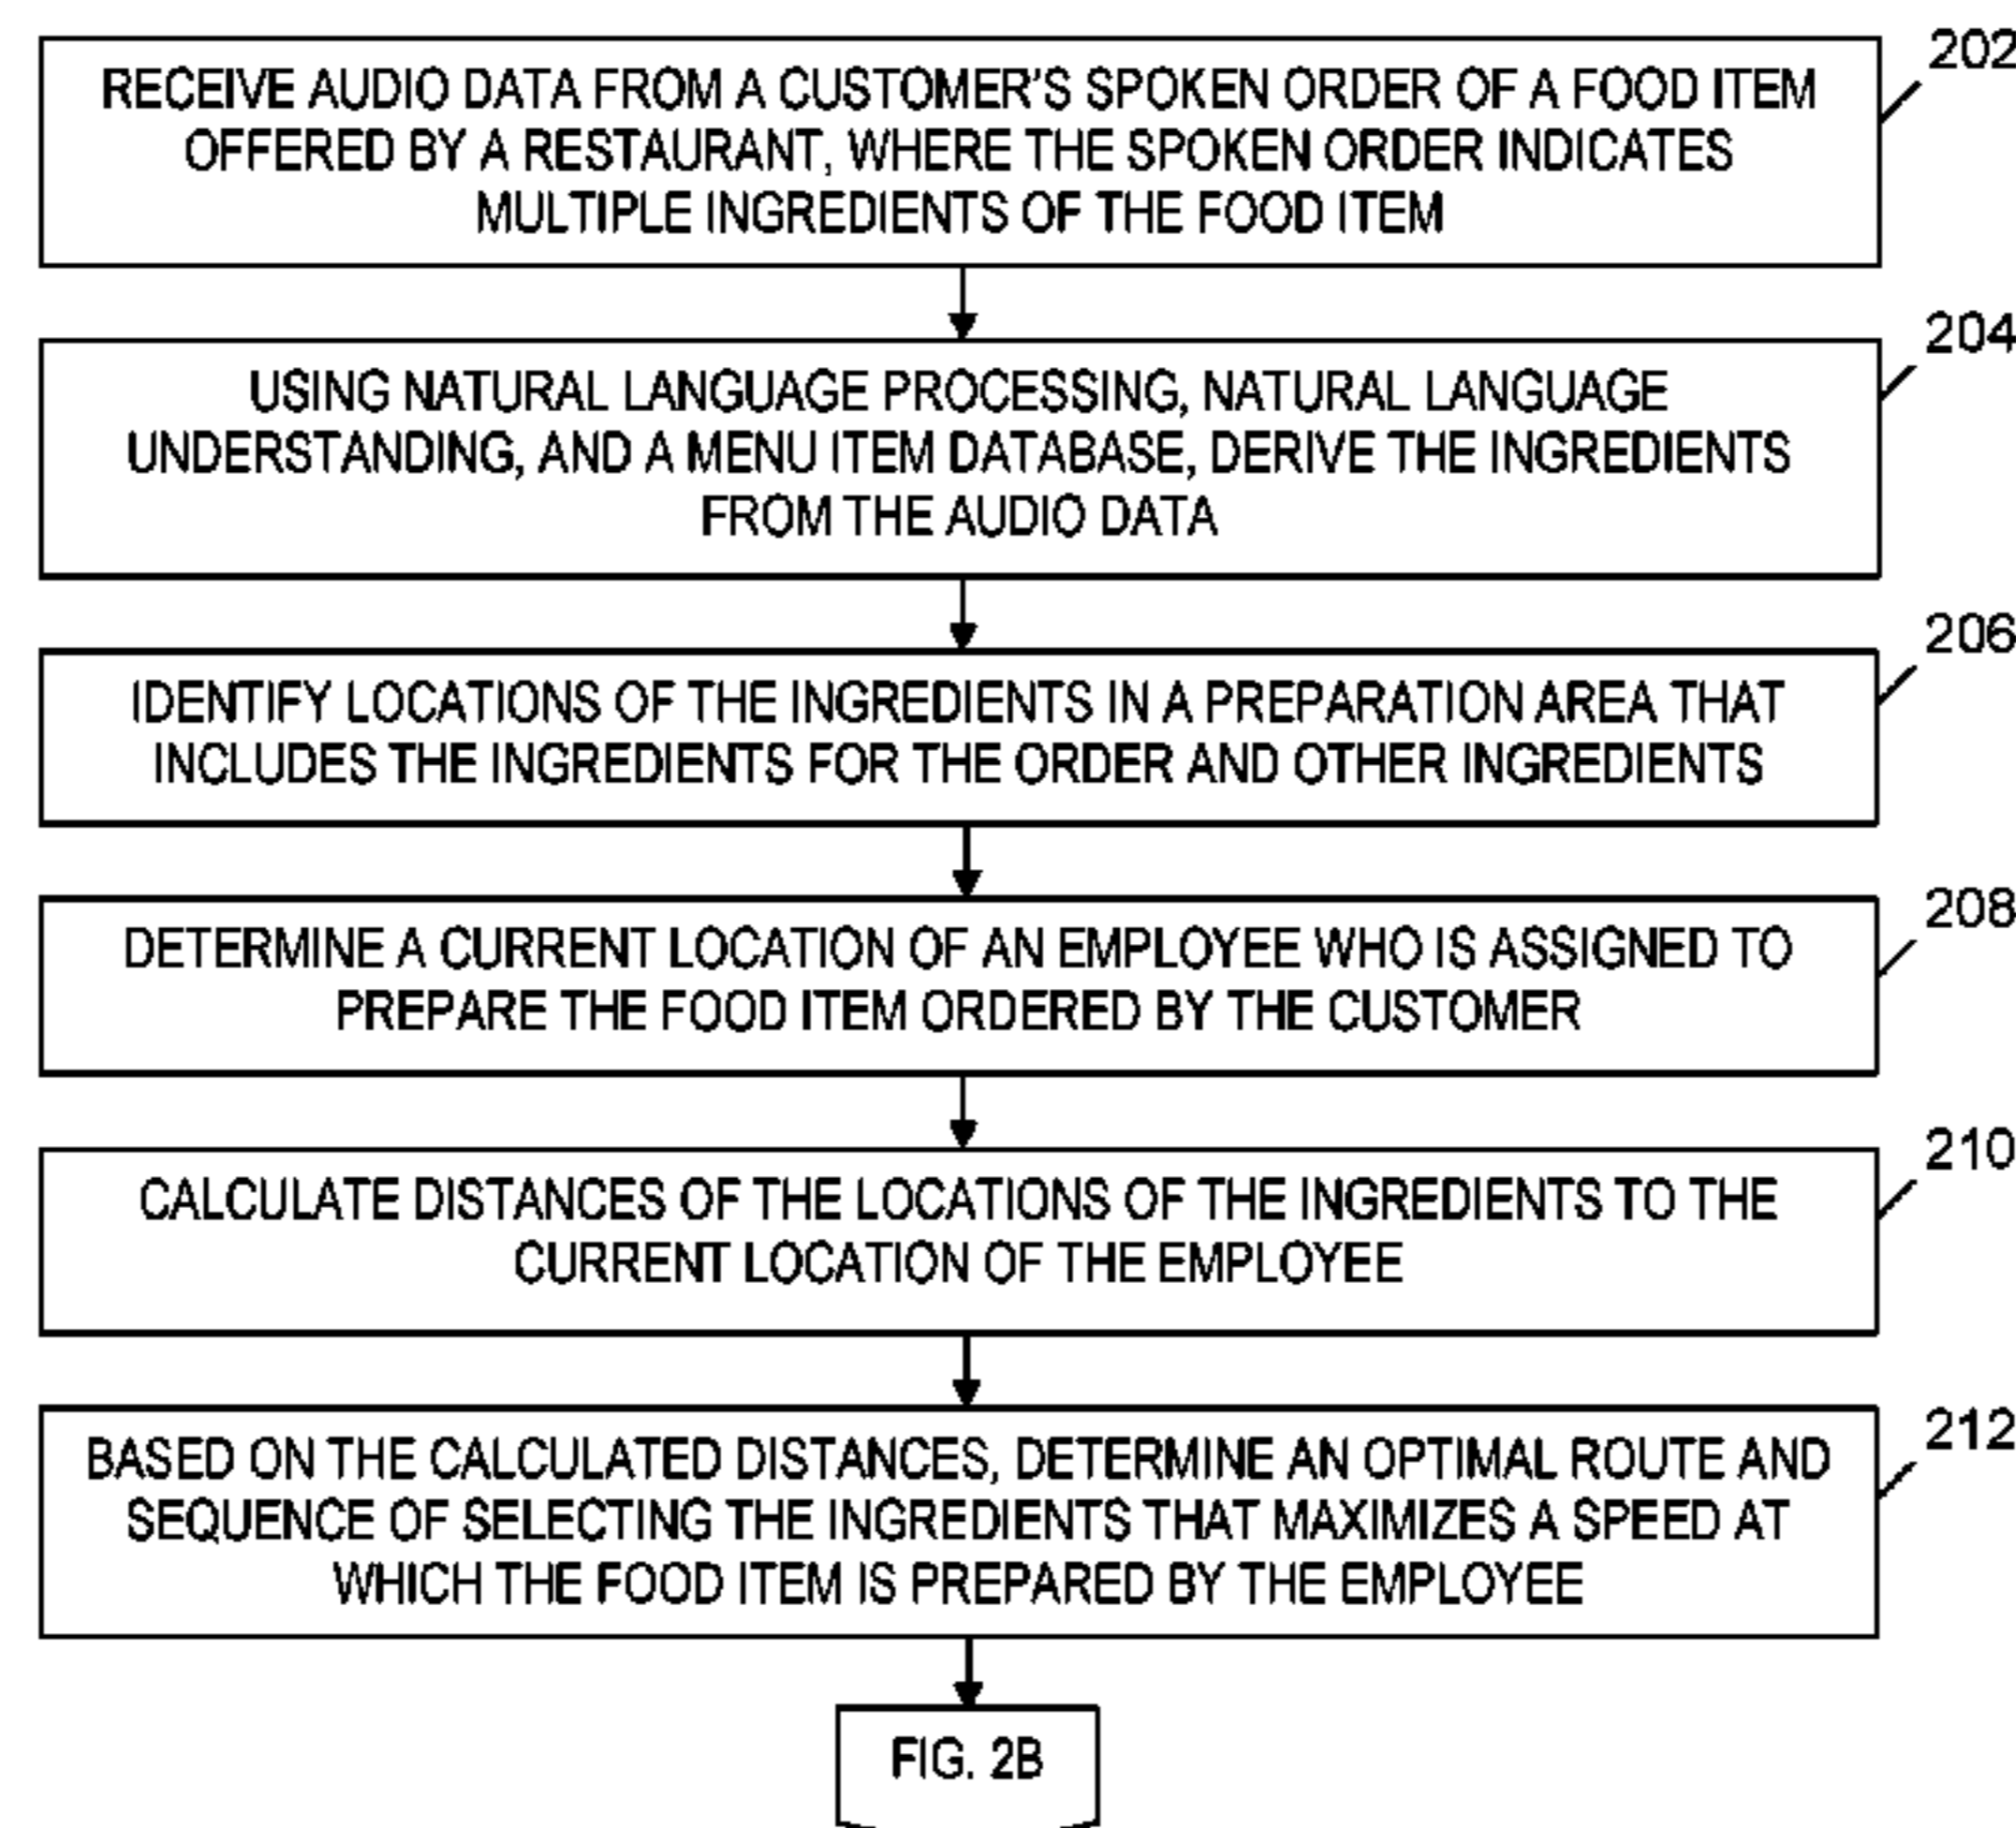 202
RECEIVE AUDIO DATA FROM A CUSTOMER'S SPOKEN ORDER OF A FOOD ITEM
OFFERED BY A RESTAURANT, WHERE THE SPOKEN ORDER INDICATES
MULTIPLE INGREDIENTS OF THE FOOD ITEM
204
USING NATURAL LANGUAGE PROCESSING, NATURAL LANGUAGE
UNDERSTANDING, AND A MENU ITEM DATABASE, DERIVE THE INGREDIENTS
FROM THE AUDIO DATA
206
IDENTIFY LOCATIONS OF THE INGREDIENTS IN A PREPARATION AREA THAT
INCLUDES THE INGREDIENTS FOR THE ORDER AND OTHER INGREDIENTS
208
DETERMINE A CURRENT LOCATION OF AN EMPLOYEE WHO IS ASSIGNED TO
PREPARE THE FOOD ITEM ORDERED BY THE CUSTOMER
210
CALCULATE DISTANCES OF THE LOCATIONS OF THE INGREDIENTS TO THE
CURRENT LOCATION OF THE EMPLOYEE
212
BASED ON THE CALCULATED DISTANCES, DETERMINE AN OPTIMAL ROUTE AND
SEQUENCE OF SELECTING THE INGREDIENTS THAT MAXIMIZES A SPEED AT
WHICH THE FOOD ITEM IS PREPARED BY THE EMPLOYEE
FIG. 2B